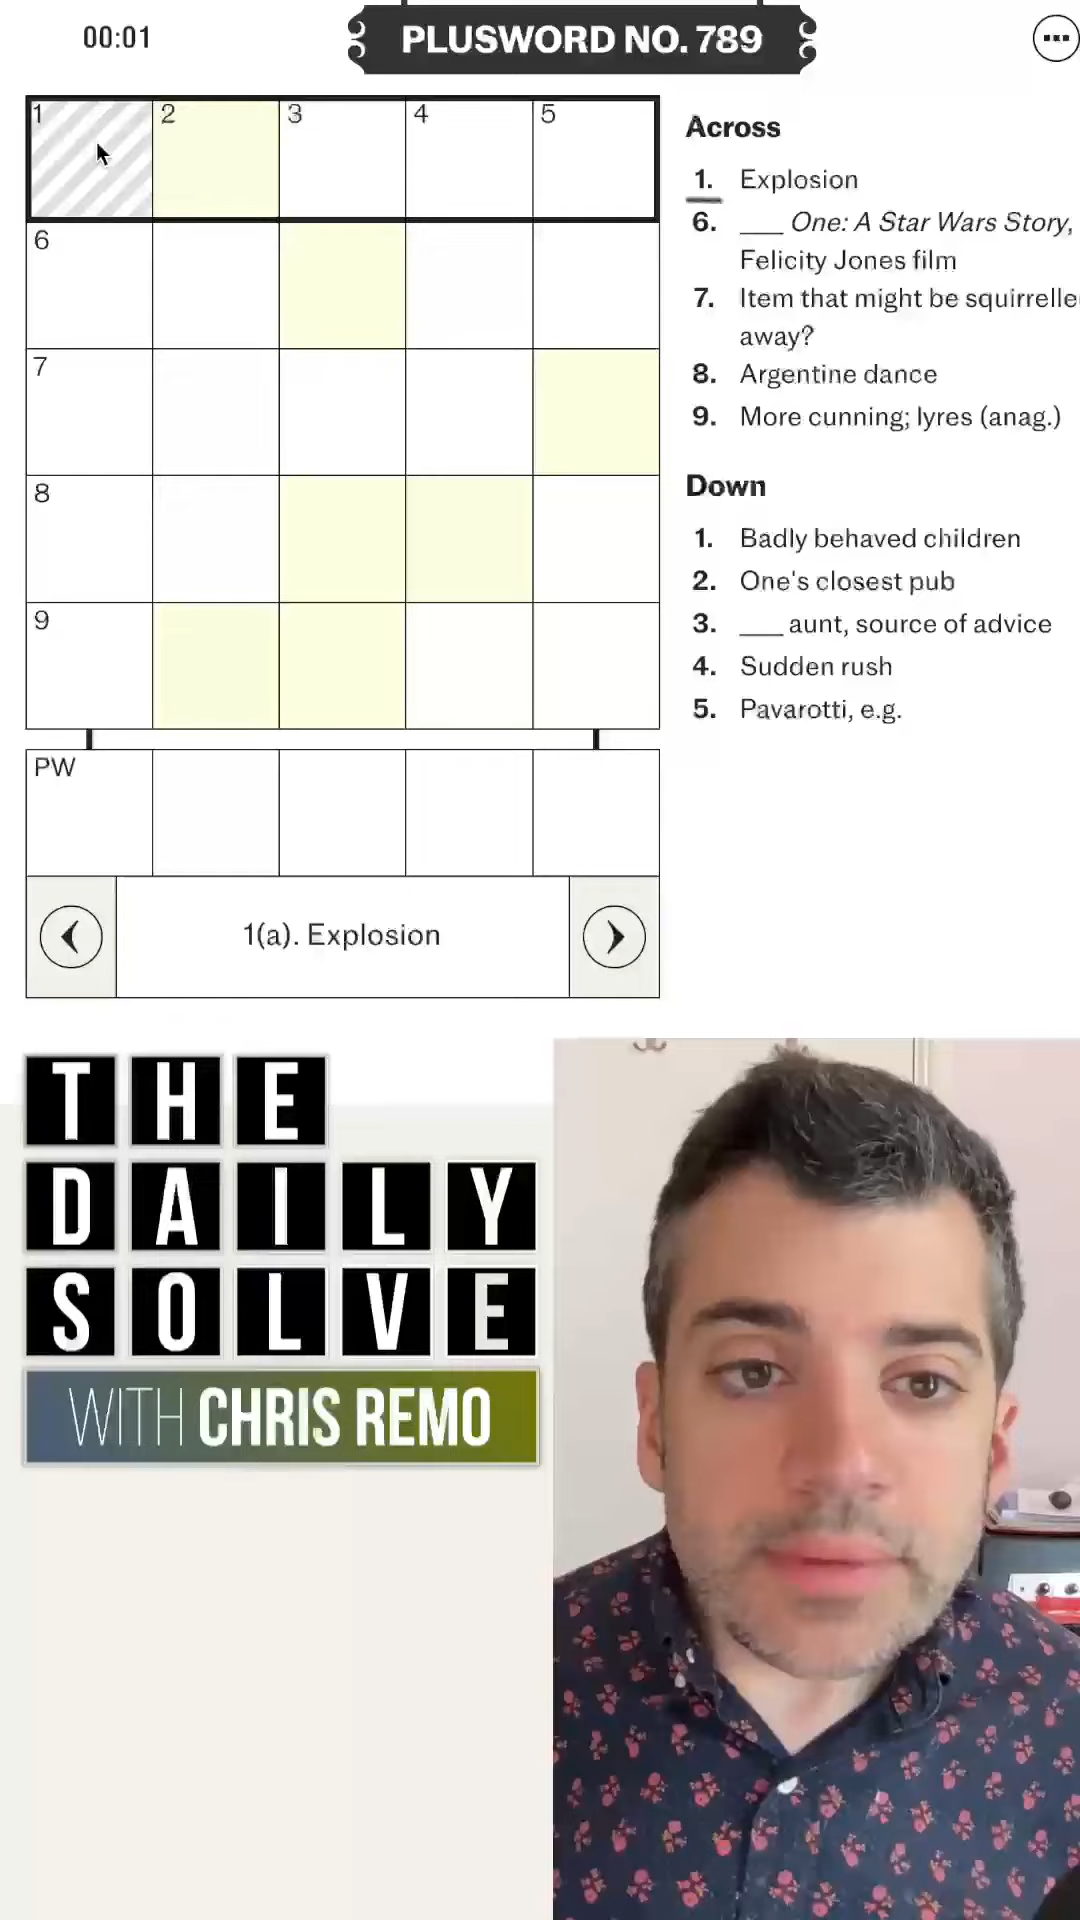 00:01
PLUSWORD NO. 789
1 2 3 4 5
6
7
8
9
PW
1(a). Explosion
Across
1. Explosion
6. ___ One: A Star Wars Story,
Felicity Jones film
7. Item that might be squirrelle
away?
8. Argentine dance
9. More cunning; lyres (anag.)
Down
1. Badly behaved children
2. One's closest pub
3. ___ aunt, source of advice
4. Sudden rush
5. Pavarotti, e.g.
THE
DAILY
SOLVE
WITH CHRIS REMO